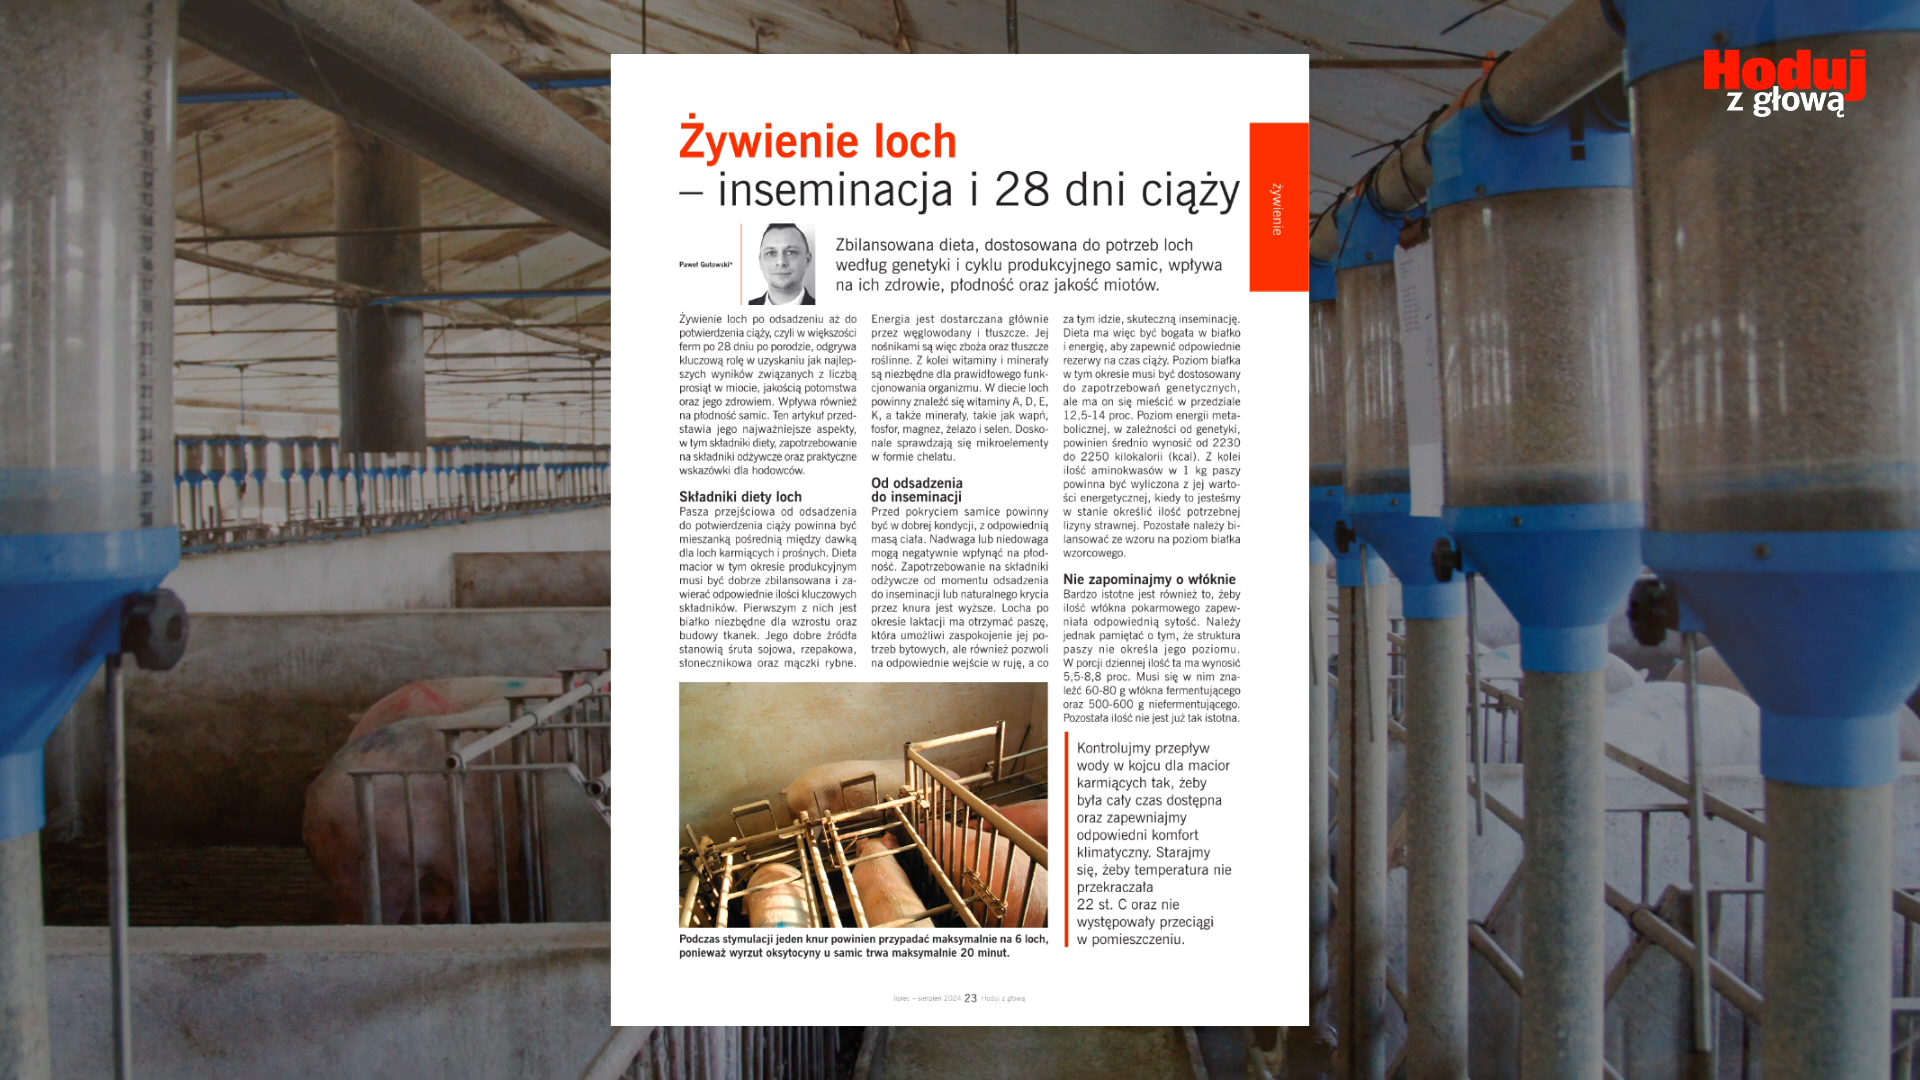 Hoduj
z głową
Żywienie loch
– inseminacja i 28 dni ciąży
żywienie
Paweł Gutowski*
Zbilansowana dieta, dostosowana do potrzeb loch
według genetyki i cyklu produkcyjnego samic, wpływa
na ich zdrowie, płodność oraz jakość miotów.
Żywienie loch po odsadzeniu aż do
potwierdzenia ciąży, czyli w większości
ferm po 28 dniu po porodzie, odgrywa
kluczową rolę w uzyskaniu jak najlep-
szych wyników związanych z liczbą
prosiąt w miocie, jakością potomstwa
oraz jego zdrowiem. Wpływa również
na płodność samic. Ten artykuł przed-
stawia jego najważniejsze aspekty,
w tym składniki diety, zapotrzebowanie
na składniki odżywcze oraz praktyczne
wskazówki dla hodowców.
Składniki diety loch
Pasza przejściowa od odsadzenia
do potwierdzenia ciąży powinna być
mieszanką pośrednią między dawką
dla loch karmiących i prośnych. Dieta
macior w tym okresie produkcyjnym
musi być dobrze zbilansowana i za-
wierać odpowiednie ilości kluczowych
składników. Pierwszym z nich jest
białko niezbędne dla wzrostu oraz
budowy tkanek. Jego dobre źródła
stanowią śruta sojowa, rzepakowa,
słonecznikowa oraz mączki rybne.
Energia jest dostarczana głównie
przez węglowodany i tłuszcze. Jej
nośnikami są więc zboża oraz tłuszcze
roślinne. Z kolei witaminy i minerały
są niezbędne dla prawidłowego funk-
cjonowania organizmu. W diecie loch
powinny znaleźć się witaminy A, D, E,
K, a także minerały, takie jak wapń,
fosfor, magnez, żelazo i selen. Dosko-
nale sprawdzają się mikroelementy
w formie chelatu.
Od odsadzenia
do inseminacji
Przed pokryciem samice powinny
być w dobrej kondycji, z odpowiednią
masą ciała. Nadwaga lub niedowaga
mogą negatywnie wpłynąć na płod-
ność. Zapotrzebowanie na składniki
odżywcze od momentu odsadzenia
do inseminacji lub naturalnego krycia
przez knura jest wyższe. Locha po
okresie laktacji ma otrzymać paszę,
która umożliwi zaspokojenie jej po-
trzeb bytowych, ale również pozwoli
na odpowiednie wejście w ruję, a co
za tym idzie, skuteczną inseminację.
Dieta ma więc być bogata w białko
i energię, aby zapewnić odpowiednie
rezerwy na czas ciąży. Poziom białka
w tym okresie musi być dostosowany
do zapotrzebowań genetycznych,
ale ma on się mieścić w przedziale
12,5-14 proc. Poziom energii meta-
bolicznej, w zależności od genetyki,
powinien średnio wynosić od 2230
do 2250 kilokalorii (kcal). Z kolei
ilość aminokwasów w 1 kg paszy
powinna być wyliczona z jej warto-
ści energetycznej, kiedy to jesteśmy
w stanie określić ilość potrzebnej
lizyny strawnej. Pozostałe należy bi-
lansować ze wzoru na poziom białka
wzorcowego.
Nie zapominajmy o włóknie
Bardzo istotne jest również to, żeby
ilość włókna pokarmowego zapew-
niała odpowiednią sytość. Należy
jednak pamiętać o tym, że struktura
paszy nie określa jego poziomu.
W porcji dziennej ilość ta ma wynosić
5,5-8,8 proc. Musi się w nim zna-
leźć 60-80 g włókna fermentującego
oraz 500-600 g niefermentującego.
Pozostała ilość nie jest już tak istotna.
Kontrolujmy przepływ
wody w kojcu dla macior
karmiących tak, żeby
była cały czas dostępna
oraz zapewniajmy
odpowiedni komfort
klimatyczny. Starajmy
się, żeby temperatura nie
przekraczała
22 st. C oraz nie
występowały przeciągi
w pomieszczeniu.
Podczas stymulacji jeden knur powinien przypadać maksymalnie na 6 loch,
ponieważ wyrzut oksytocyny u samic trwa maksymalnie 20 minut.
lipiec – sierpień 2024 23 Hoduj z głową